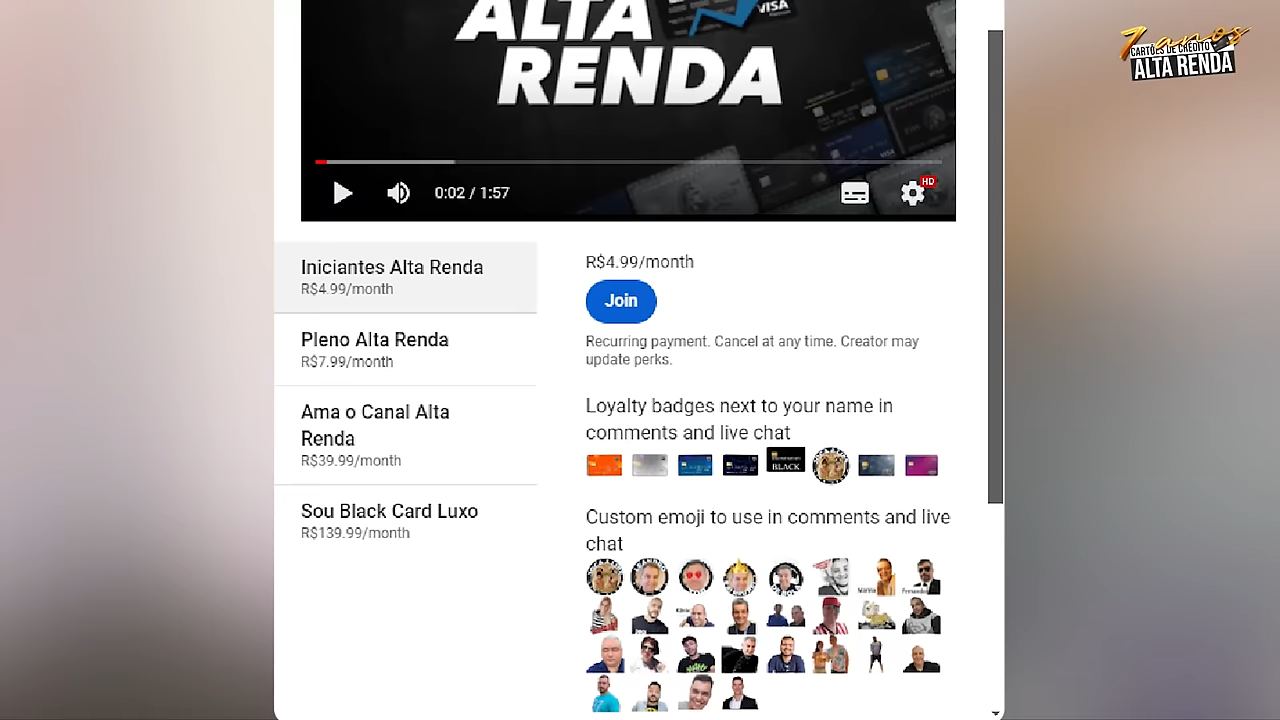 ALTA
RENDA
VISA
7 anos
CARTÕES DE CRÉDITO
ALTA RENDA
HD
0:02 / 1:57
Iniciantes Alta Renda
R$4.99/month
Pleno Alta Renda
R$7.99/month
Ama o Canal Alta
Renda
R$39.99/month
Sou Black Card Luxo
R$139.99/month
R$4.99/month
Join
Recurring payment. Cancel at any time. Creator may
update perks.
Loyalty badges next to your name in
comments and live chat
BLACK
Custom emoji to use in comments and live
chat